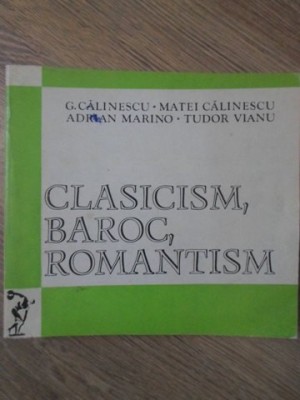 G. CĂLINESCU • MATEI CĂLINESCU
ADRIAN MARINO • TUDOR VIANU
CLASICISM,
BAROC,
ROMANTISM